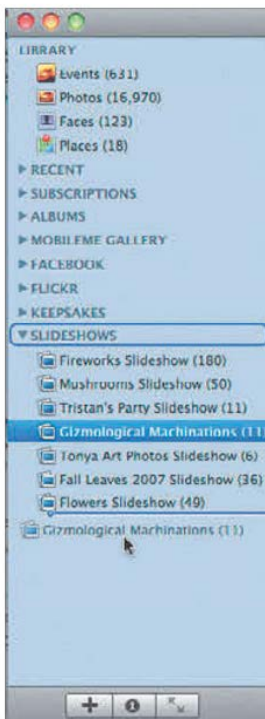 LIBRARY
Events (631)
Photos (16,970)
Faces (123)
Places (18)
RECENT
SUBSCRIPTIONS
ALBUMS
MOBILEME GALLERY
FACEBOOK
FLICKR
KEEPSAKES
SLIDESHOWS
Fireworks Slideshow (180)
Mushrooms Slideshow (50)
Tristan's Party Slideshow (11)
Gizmological Machinations (11)
Tonya Art Photos Slideshow (6)
Fall Leaves 2007 Slideshow (36)
Flowers Slideshow (49)
Gizmological Machinations (11)